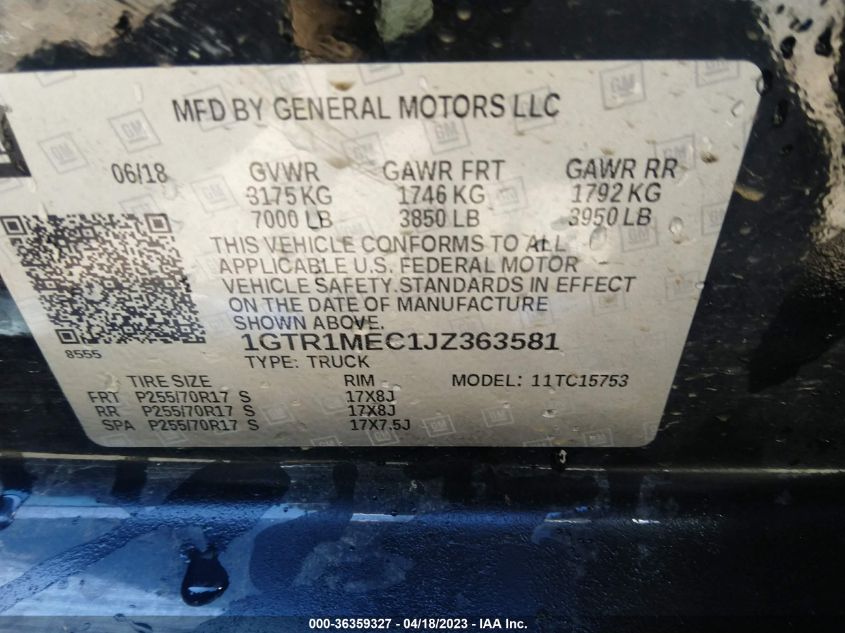 MFD BY GENERAL MOTORS LLC
06/18 GVWR GAWR FRT GAWR RR
3175 KG 1746 KG 1792 KG
7000 LB 3850 LB 3950 LB
THIS VEHICLE CONFORMS TO ALL
APPLICABLE U.S. FEDERAL MOTOR
VEHICLE SAFETY STANDARDS IN EFFECT
ON THE DATE OF MANUFACTURE
SHOWN ABOVE.
1GTR1MEC1JZ363581
8555
TYPE: TRUCK
TIRE SIZE RIM MODEL: 11TC15753
FRT P255/70R17 S 17X8J
RR P255/70R17 S 17X8J
SPA P255/70R17 S 17X7.5J
000-36359327 - 04/18/2023 - IAA Inc.